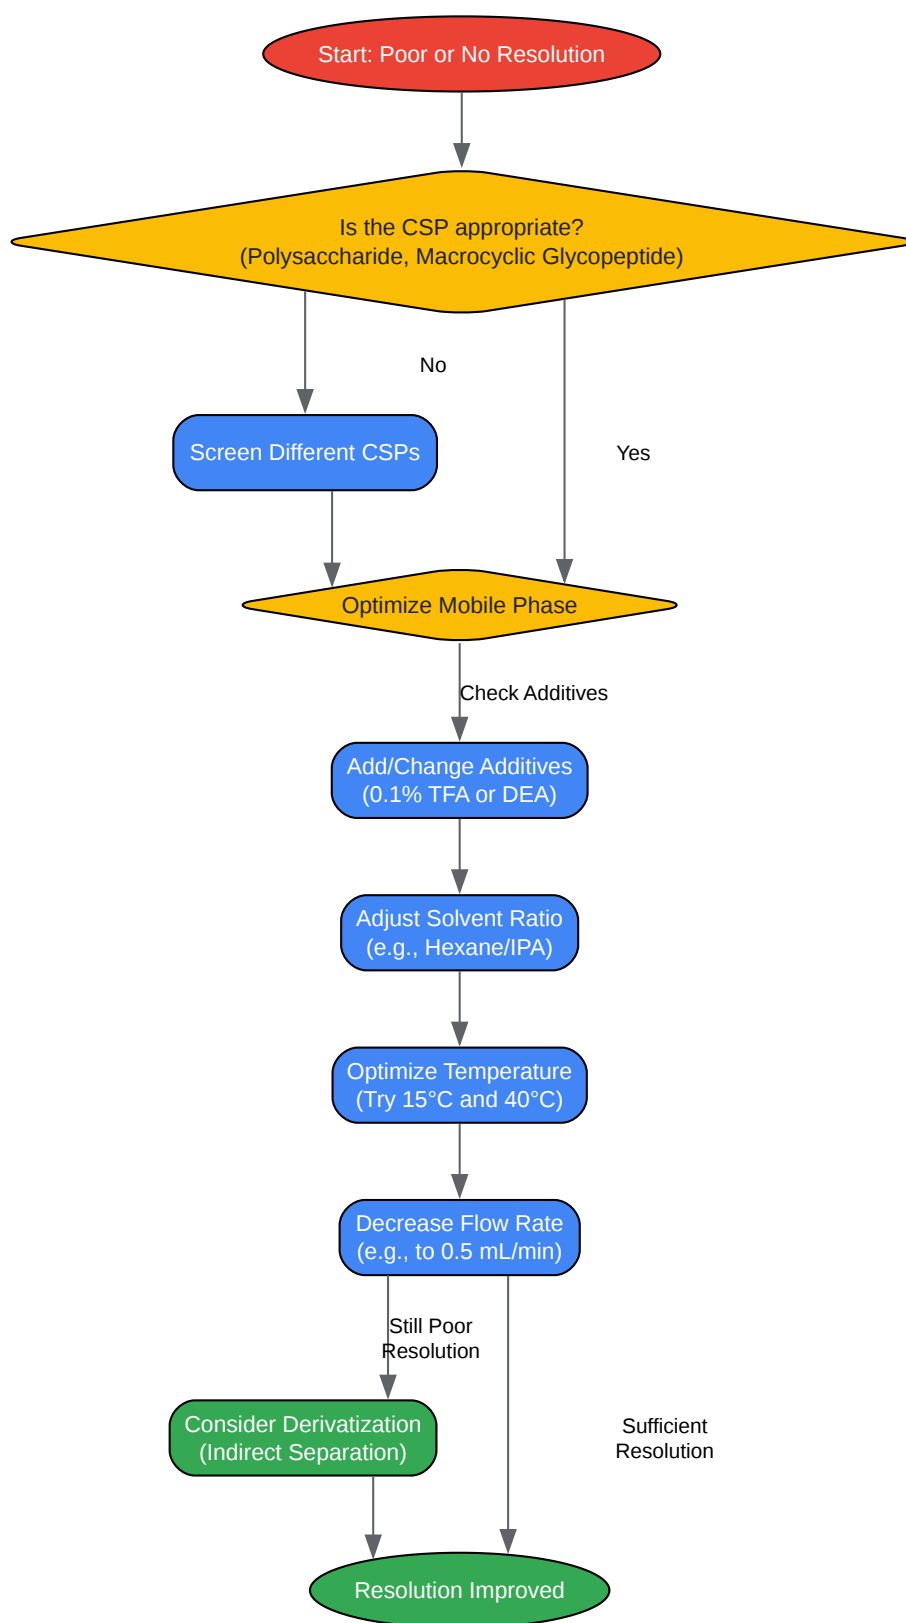 Start: Poor or No Resolution
Is the CSP appropriate?
(Polysaccharide, Macrocyclic Glycopeptide)
No
Screen Different CSPs
Yes
Optimize Mobile Phase
Check Additives
Add/Change Additives
(0.1% TFA or DEA)
Adjust Solvent Ratio
(e.g., Hexane/IPA)
Optimize Temperature
(Try 15°C and 40°C)
Decrease Flow Rate
(e.g., to 0.5 mL/min)
Still Poor
Resolution
Consider Derivatization
(Indirect Separation)
Sufficient
Resolution
Resolution Improved